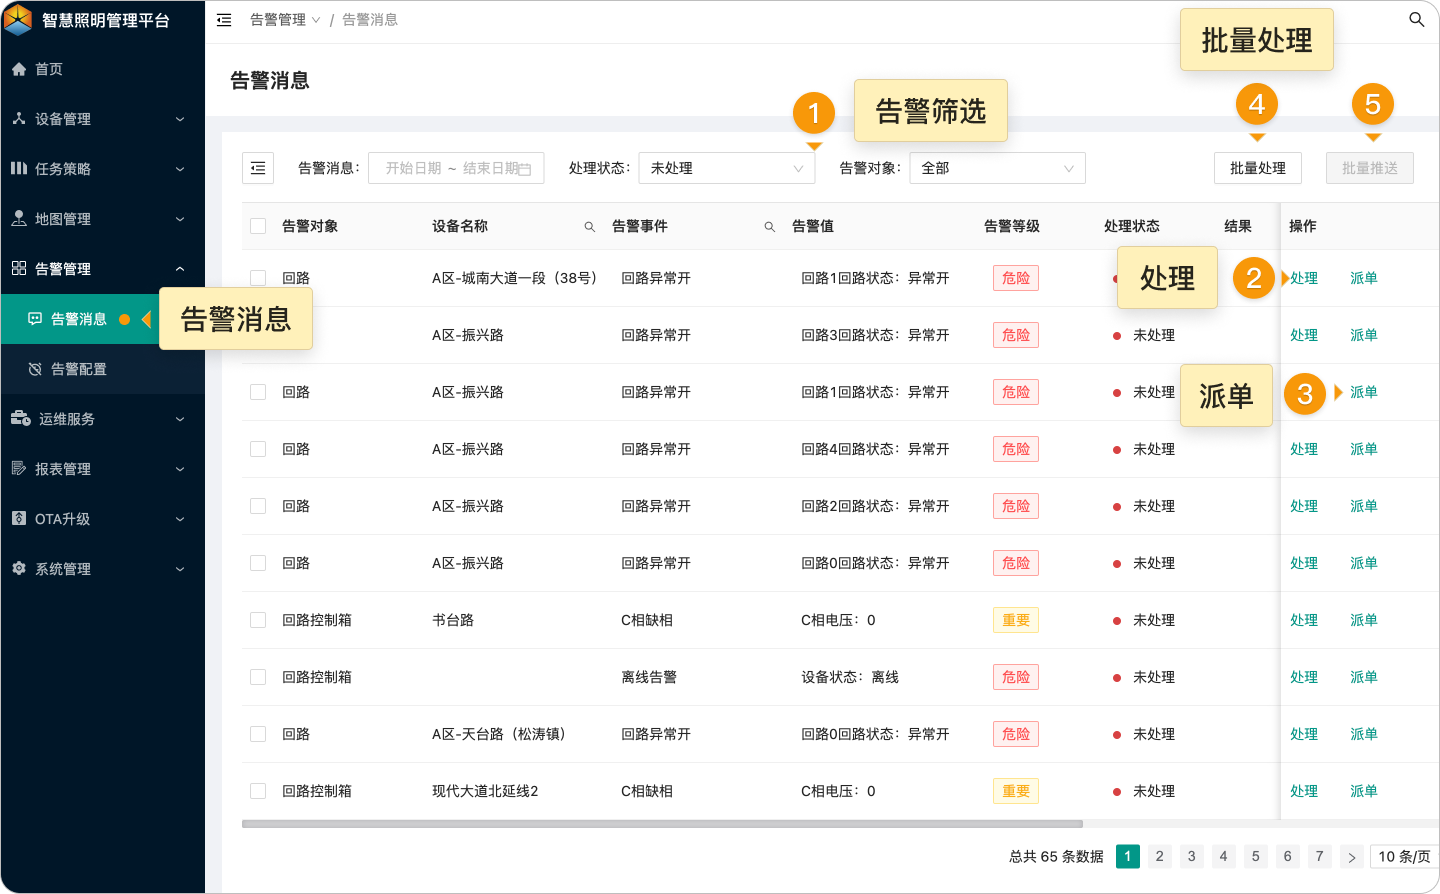 智慧照明管理平台
告警管理 / 告警消息
首页
设备管理
任务策略
地图管理
告警管理
告警消息
告警配置
运维服务
报表管理
OTA升级
系统管理
告警消息
告警消息
1
告警筛选
批量处理
4
5
告警消息： 开始日期 ~ 结束日期 处理状态： 未处理 告警对象： 全部 批量处理 批量推送
告警对象 设备名称 告警事件 告警值 告警等级 处理状态 结果 操作
回路 A区-城南大道一段（38号） 回路异常开 回路1回路状态：异常开 危险 处理 2 处理 派单
A区-振兴路 回路异常开 回路3回路状态：异常开 危险 未处理 处理 派单
回路 A区-振兴路 回路异常开 回路1回路状态：异常开 危险 未处理 派单 3 派单
回路 A区-振兴路 回路异常开 回路4回路状态：异常开 危险 未处理 处理 派单
回路 A区-振兴路 回路异常开 回路2回路状态：异常开 危险 未处理 处理 派单
回路 A区-振兴路 回路异常开 回路0回路状态：异常开 危险 未处理 处理 派单
回路控制箱 书台路 C相缺相 C相电压：0 重要 未处理 处理 派单
回路控制箱 离线告警 设备状态：离线 危险 未处理 处理 派单
回路 A区-天台路（松涛镇） 回路异常开 回路0回路状态：异常开 危险 未处理 处理 派单
回路控制箱 现代大道北延线2 C相缺相 C相电压：0 重要 未处理 处理 派单
总共 65 条数据 1 2 3 4 5 6 7 > 10 条/页